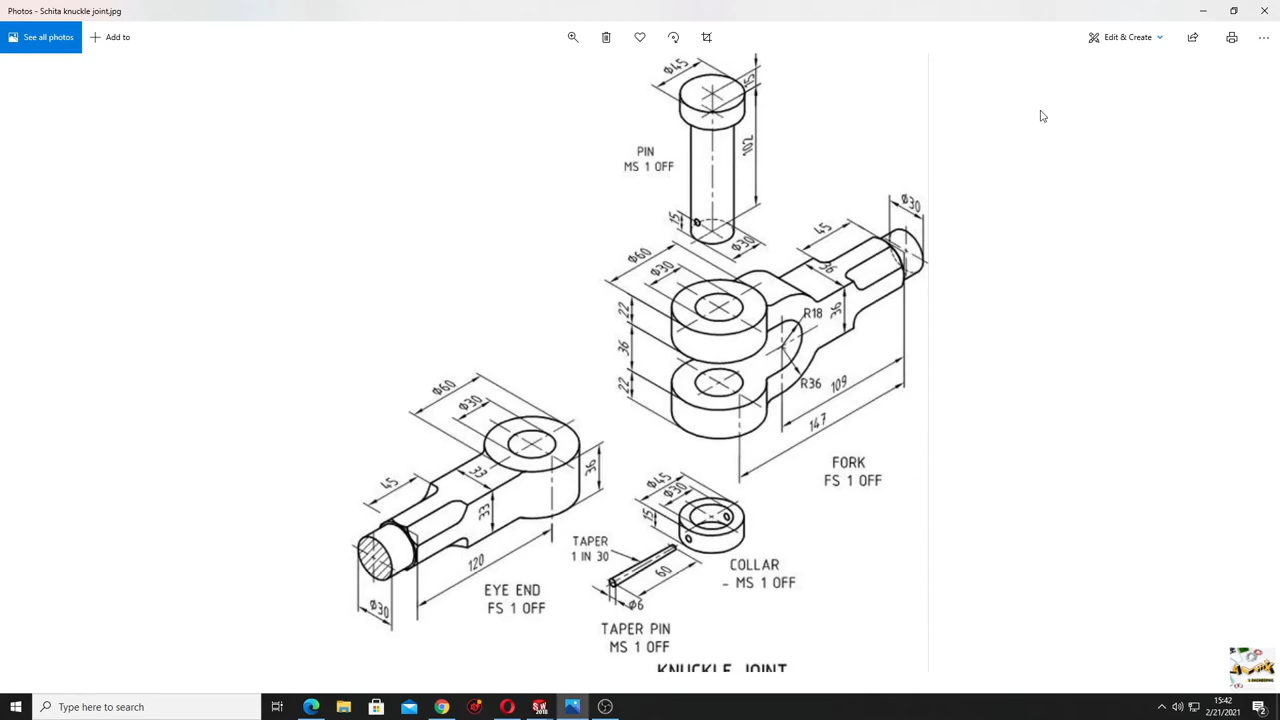 Photos - Schita knuckle joint.jpg
See all photos
Add to
Edit & Create
Ø45
15
102
PIN
MS 1 OFF
15
Ø30
Ø60
Ø30
22
36
22
45
Ø30
36
36
R18
R36
109
147
FORK
FS 1 OFF
Ø60
Ø30
45
33
33
36
120
Ø30
EYE END
FS 1 OFF
Ø45
Ø30
15
TAPER
1 IN 30
60
Ø6
COLLAR
- MS 1 OFF
TAPER PIN
MS 1 OFF
KNUCKLE JOINT
Type here to search
SW
2018
15:42
2/21/2021
2